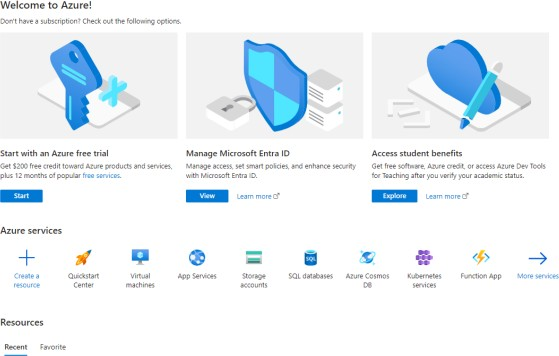 Welcome to Azure!
Don't have a subscription? Check out the following options.
Start with an Azure free trial
Get $200 free credit toward Azure products and services,
plus 12 months of popular free services.
Start
Manage Microsoft Entra ID
Manage access, set smart policies, and enhance security
with Microsoft Entra ID.
View Learn more
Access student benefits
Get free software, Azure credit, or access Azure Dev Tools
for Teaching after you verify your academic status.
Explore Learn more
Azure services
Create a
resource
Quickstart
Center
Virtual
machines
App Services
Storage
accounts
SQL
SQL databases
Azure Cosmos
DB
Kubernetes
services
Function App
More services
Resources
Recent Favorite